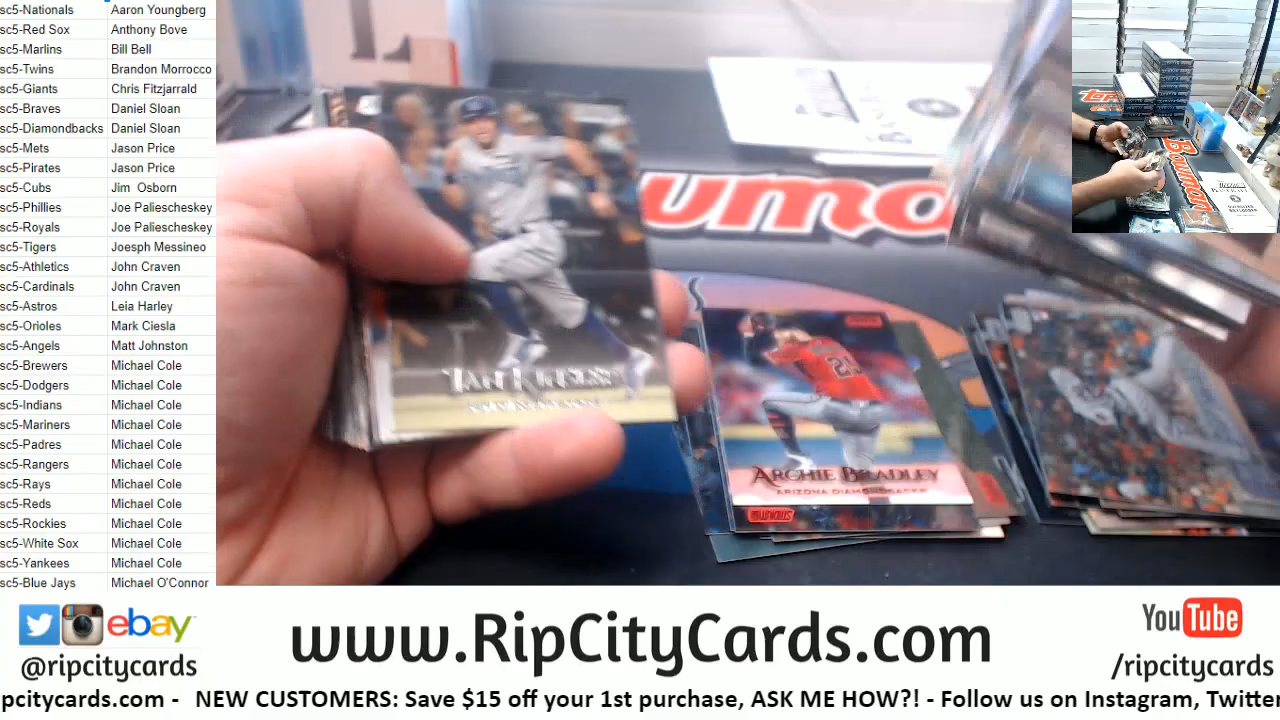 sc5-Nationals Aaron Youngberg
sc5-Red Sox Anthony Bove
sc5-Marlins Bill Bell
sc5-Twins Brandon Morrocco
sc5-Giants Chris Fitzjarrald
sc5-Braves Daniel Sloan
sc5-Diamondbacks Daniel Sloan
sc5-Mets Jason Price
sc5-Pirates Jason Price
sc5-Cubs Jim Osborn
sc5-Phillies Joe Paliescheskey
sc5-Royals Joe Paliescheskey
sc5-Tigers Joesph Messineo
sc5-Athletics John Craven
sc5-Cardinals John Craven
sc5-Astros Leia Harley
sc5-Orioles Mark Ciesla
sc5-Angels Matt Johnston
sc5-Brewers Michael Cole
sc5-Dodgers Michael Cole
sc5-Indians Michael Cole
sc5-Mariners Michael Cole
sc5-Padres Michael Cole
sc5-Rangers Michael Cole
sc5-Rays Michael Cole
sc5-Reds Michael Cole
sc5-Rockies Michael Cole
sc5-White Sox Michael Cole
sc5-Yankees Michael Cole
sc5-Blue Jays Michael O'Connor
Bowman
ARCHIE BRADLEY
ARIZONA DIAMONDBACKS
ebay
@ripcitycards
www.RipCityCards.com
YouTube
/ripcitycards
pcitycards.com - NEW CUSTOMERS: Save $15 off your 1st purchase, ASK ME HOW?! - Follow us on Instagram, Twitte